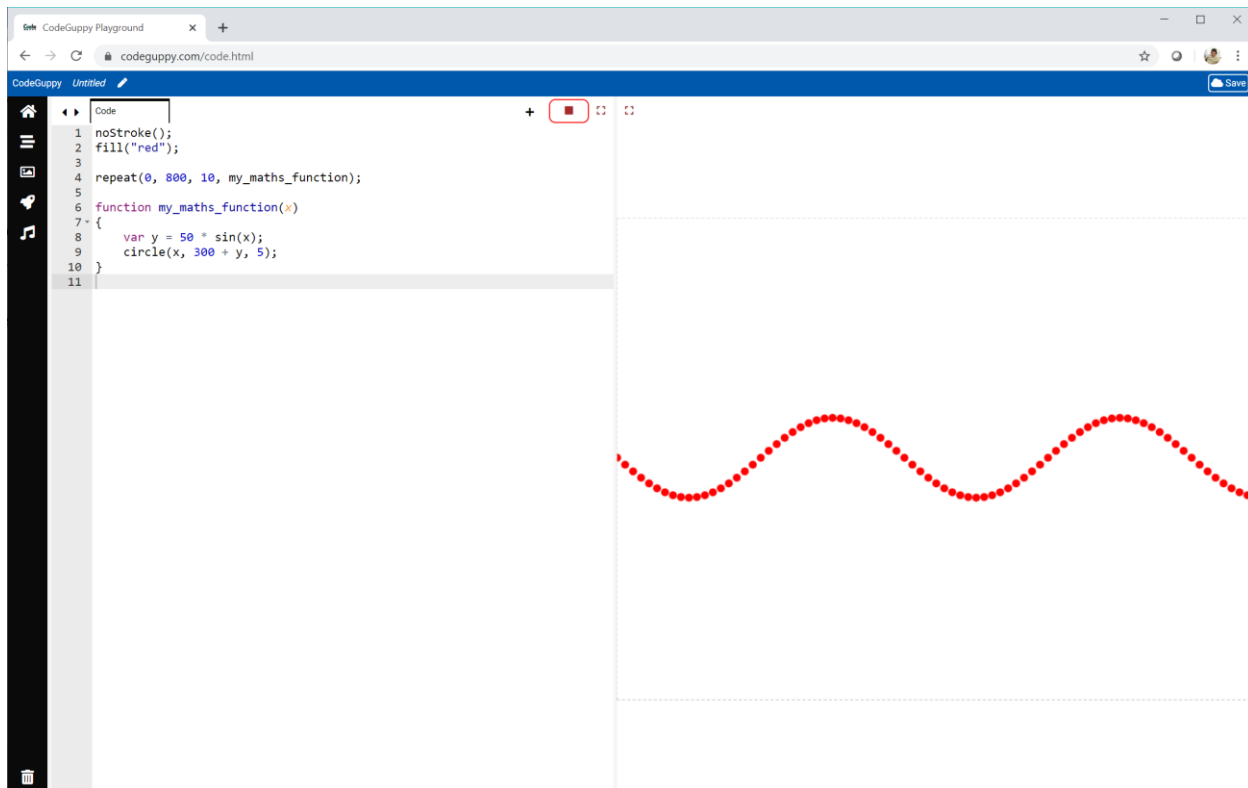 Code CodeGuppy Playground
codeguppy.com/code.html
CodeGuppy Untitled Save
Code
1 noStroke();
2 fill("red");
3
4 repeat(0, 800, 10, my_maths_function);
5
6 function my_maths_function(x)
7 {
8 var y = 50 * sin(x);
9 circle(x, 300 + y, 5);
10 }
11